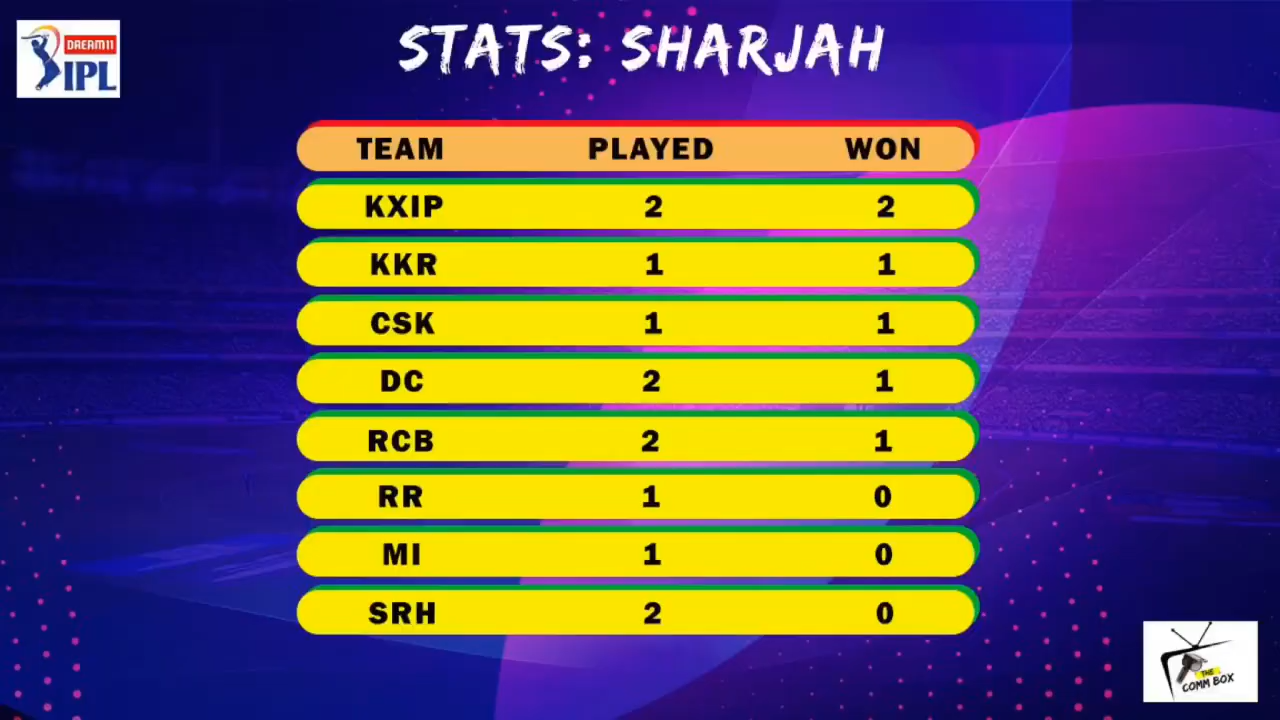 DREAM11
IPL
STATS: SHARJAH
TEAM PLAYED WON
KXIP 2 2
KKR 1 1
CSK 1 1
DC 2 1
RCB 2 1
RR 1 0
MI 1 0
SRH 2 0
THE
COMM BOX